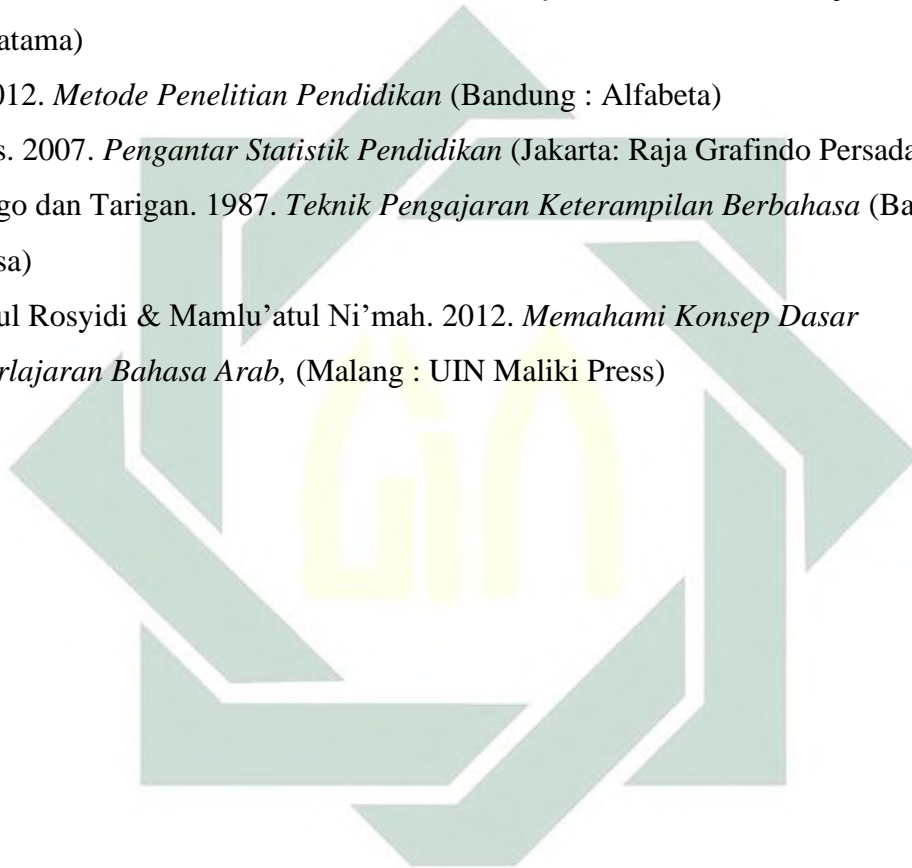 atama)
012. Metode Penelitian Pendidikan (Bandung : Alfabeta)
s. 2007. Pengantar Statistik Pendidikan (Jakarta: Raja Grafindo Persada
go dan Tarigan. 1987. Teknik Pengajaran Keterampilan Berbahasa (Ba
sa)
ul Rosyidi & Mamlu’atul Ni’mah. 2012. Memahami Konsep Dasar
rlajaran Bahasa Arab, (Malang : UIN Maliki Press)